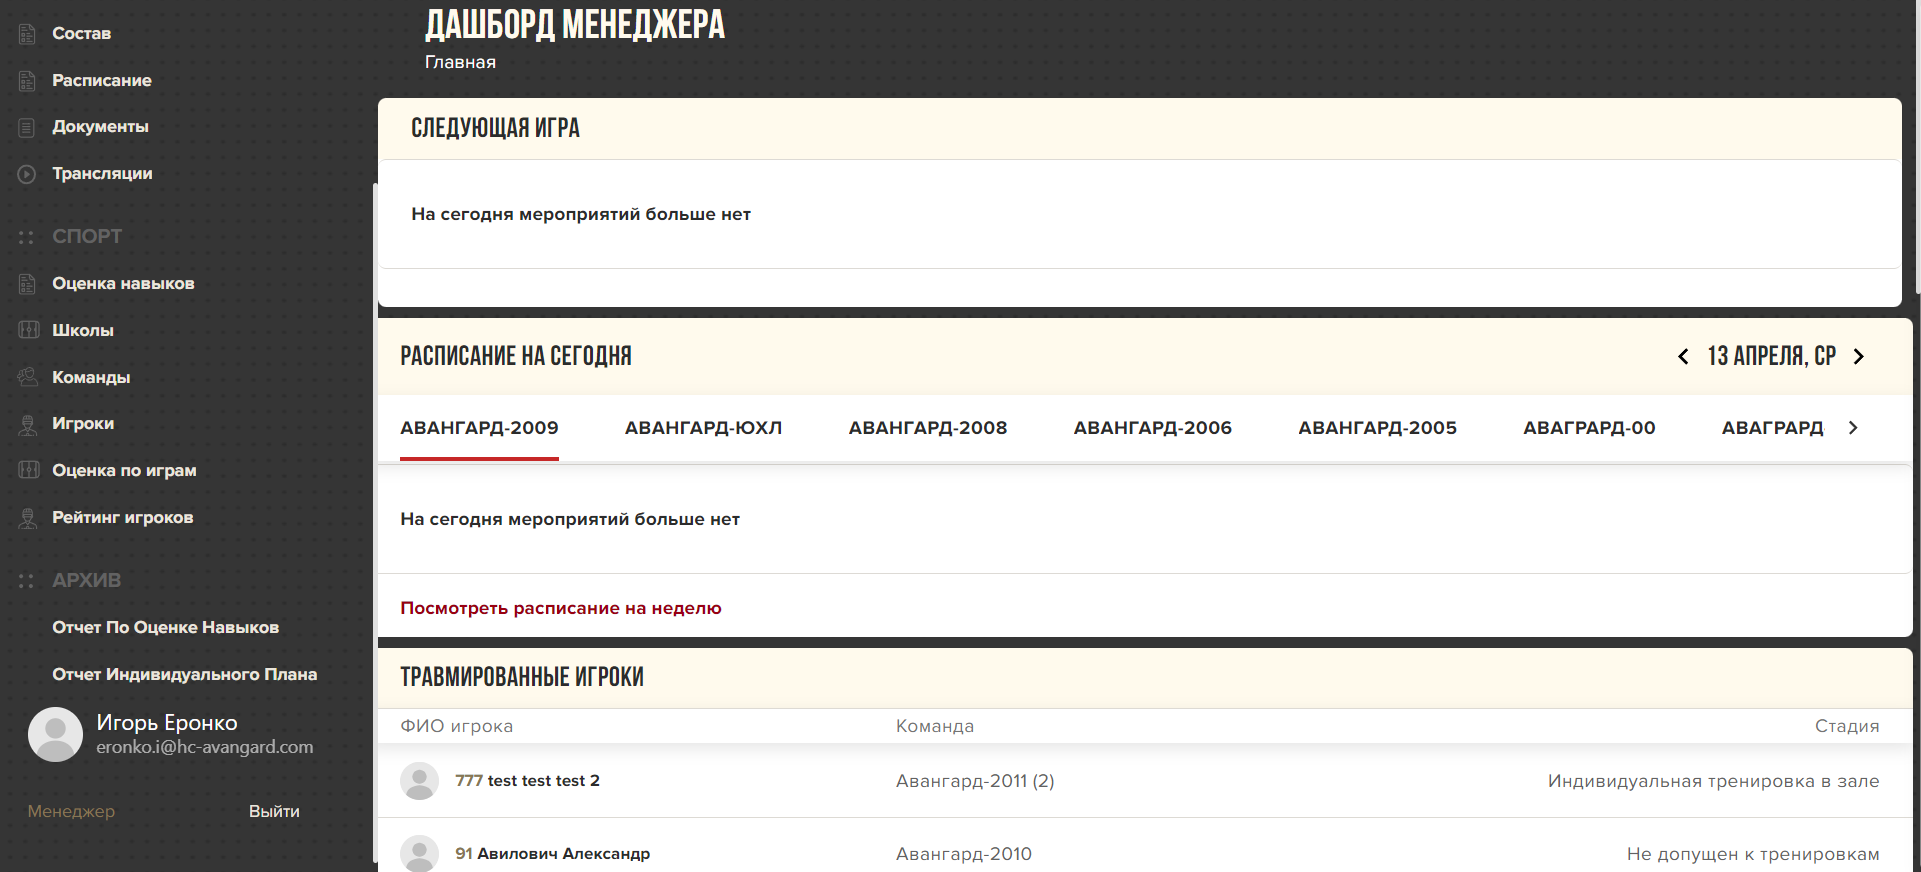 Состав
Расписание
Документы
Трансляции
СПОРТ
Оценка навыков
Школы
Команды
Игроки
Оценка по играм
Рейтинг игроков
АРХИВ
Отчет По Оценке Навыков
Отчет Индивидуального Плана
Игорь Еронко
eronko.i@hc-avangard.com
Менеджер Выйти
ДАШБОРД МЕНЕДЖЕРА
Главная
СЛЕДУЮЩАЯ ИГРА
На сегодня мероприятий больше нет
РАСПИСАНИЕ НА СЕГОДНЯ 13 АПРЕЛЯ, СР
АВАНГАРД-2009 АВАНГАРД-ЮХЛ АВАНГАРД-2008 АВАНГАРД-2006 АВАНГАРД-2005 АВАГРАРД-00 АВАГРАРД
На сегодня мероприятий больше нет
Посмотреть расписание на неделю
ТРАВМИРОВАННЫЕ ИГРОКИ
ФИО игрока Команда Стадия
777 test test test 2 Авангард-2011 (2) Индивидуальная тренировка в зале
91 Авилович Александр Авангард-2010 Не допущен к тренировкам